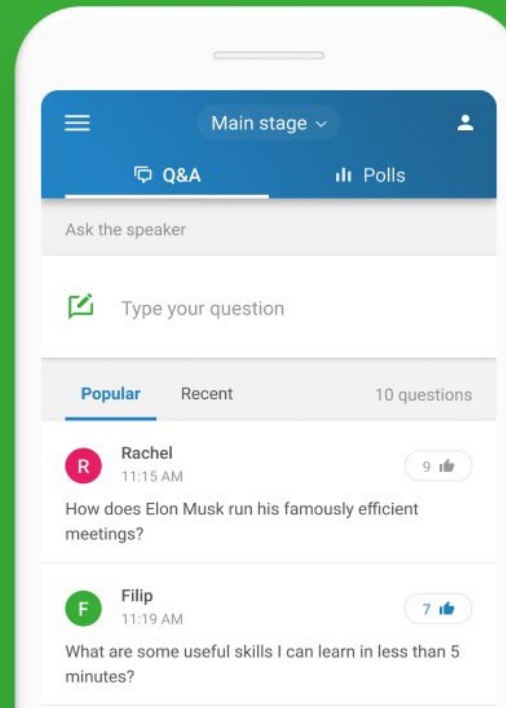 Main stage
Q&A
Polls
Ask the speaker
Type your question
Popular
Recent
10 questions
R
Rachel
11:15 AM
9
How does Elon Musk run his famously efficient
meetings?
F
Filip
11:19 AM
7
What are some useful skills I can learn in less than 5
minutes?